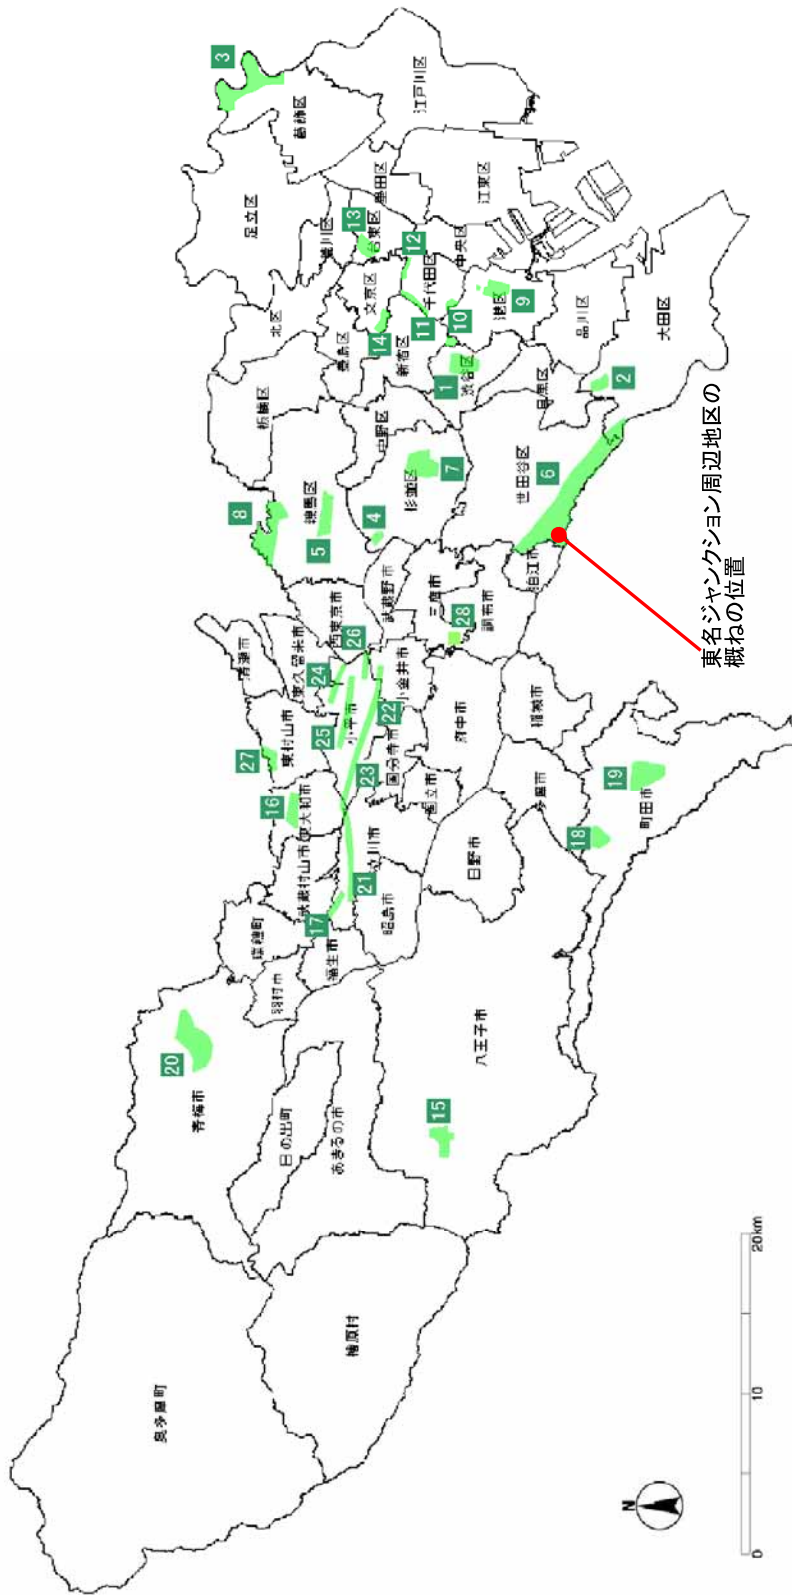 3
江戸川区
葛飾区
足立区
墨田区
江東区
荒川区
13
台東区
12
中央区
北区
文京区
千代田区
14
11
10
港区
9
品川区
大田区
豊島区
新宿区
1
渋谷区
2
目黒区
板橋区
中野区
8
練馬区
5
4
杉並区
7
世田谷区
6
狛江市
武蔵野市
三鷹市
28
調布市
西東京市
26
清瀬市
東久留米市
24
小金井市
22
25
小平市
東村山市
27
16
東大和市
23
国分寺市
府中市
稲城市
国立市
多摩市
19
町田市
18
日野市
立川市
21
昭島市
武蔵村山市
17
福生市
瑞穂町
羽村市
20
青梅市
日の出町
あきるの市
八王子市
15
奥多摩町
檜原村
東名ジャンクション周辺地区の
概ねの位置
N
0
10
20km